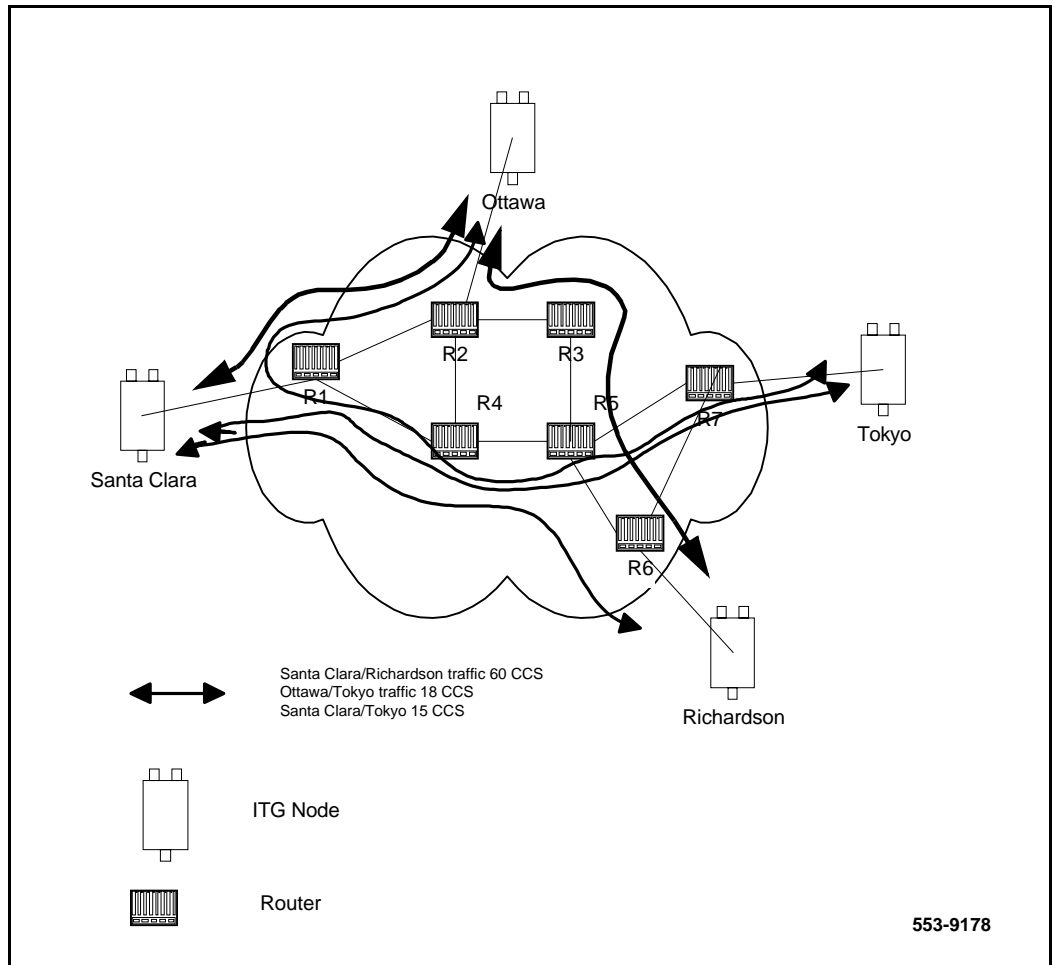 Ottawa
R2
R3
R1
R4
R5
R7
Tokyo
Santa Clara
R6
Santa Clara/Richardson traffic 60 CCS
Ottawa/Tokyo traffic 18 CCS
Santa Clara/Tokyo 15 CCS
Richardson
ITG Node
Router
553-9178